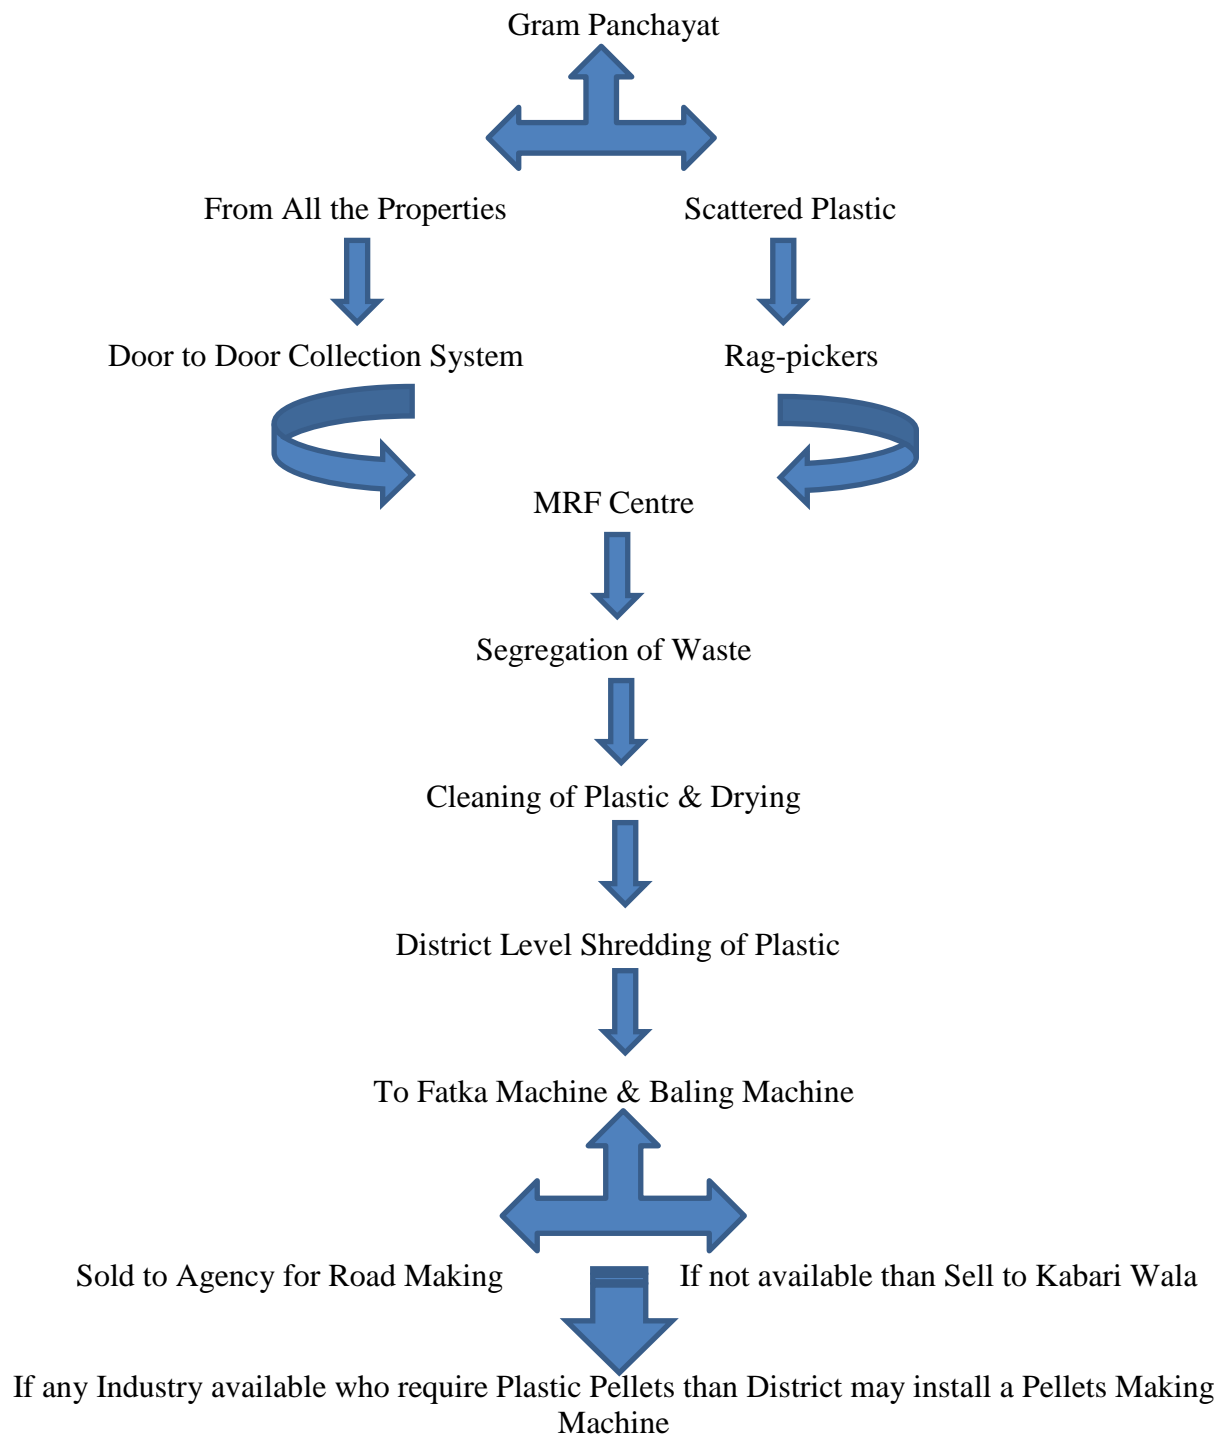 Gram Panchayat
From All the Properties
Scattered Plastic
Door to Door Collection System
Rag-pickers
MRF Centre
Segregation of Waste
Cleaning of Plastic & Drying
District Level Shredding of Plastic
To Fatka Machine & Baling Machine
Sold to Agency for Road Making
If not available than Sell to Kabari Wala
If any Industry available who require Plastic Pellets than District may install a Pellets Making
Machine